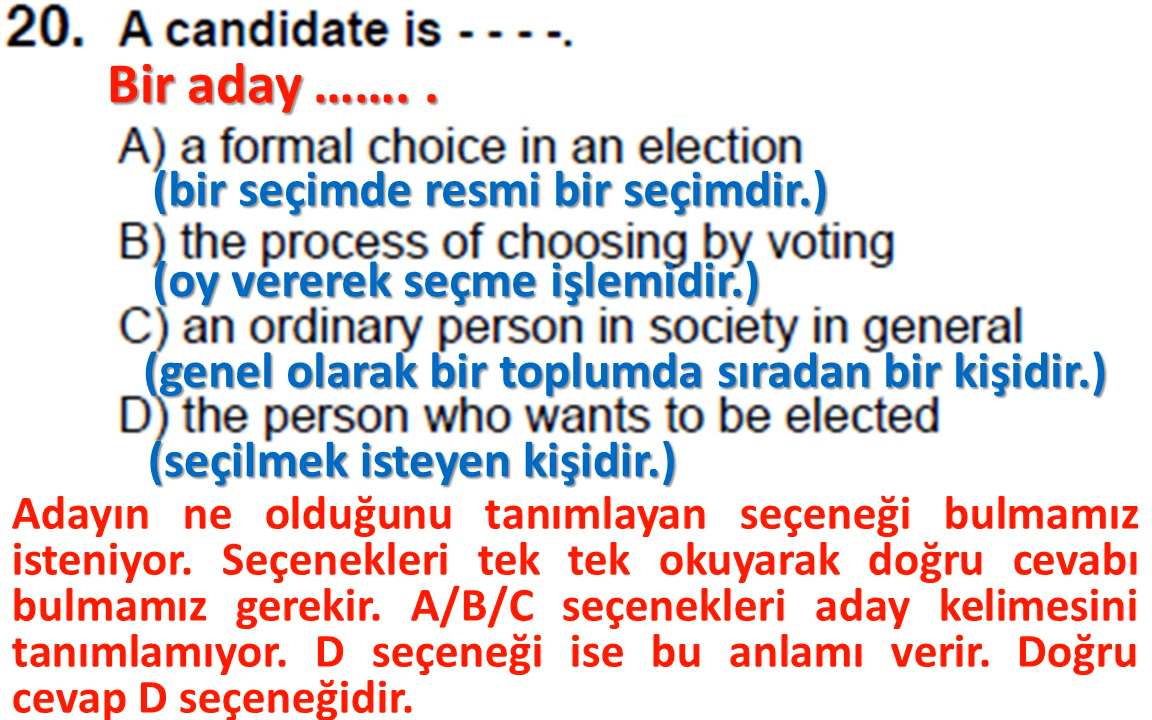 20. A candidate is - - - -.
Bir aday ....... .
A) a formal choice in an election
(bir seçimde resmi bir seçimdir.)
B) the process of choosing by voting
(oy vererek seçme işlemidir.)
C) an ordinary person in society in general
(genel olarak bir toplumda sıradan bir kişidir.)
D) the person who wants to be elected
(seçilmek isteyen kişidir.)
Adayın ne olduğunu tanımlayan seçeneği bulmamız
isteniyor. Seçenekleri tek tek okuyarak doğru cevabı
bulmamız gerekir. A/B/C seçenekleri aday kelimesini
tanımlamıyor. D seçeneği ise bu anlamı verir. Doğru
cevap D seçeneğidir.